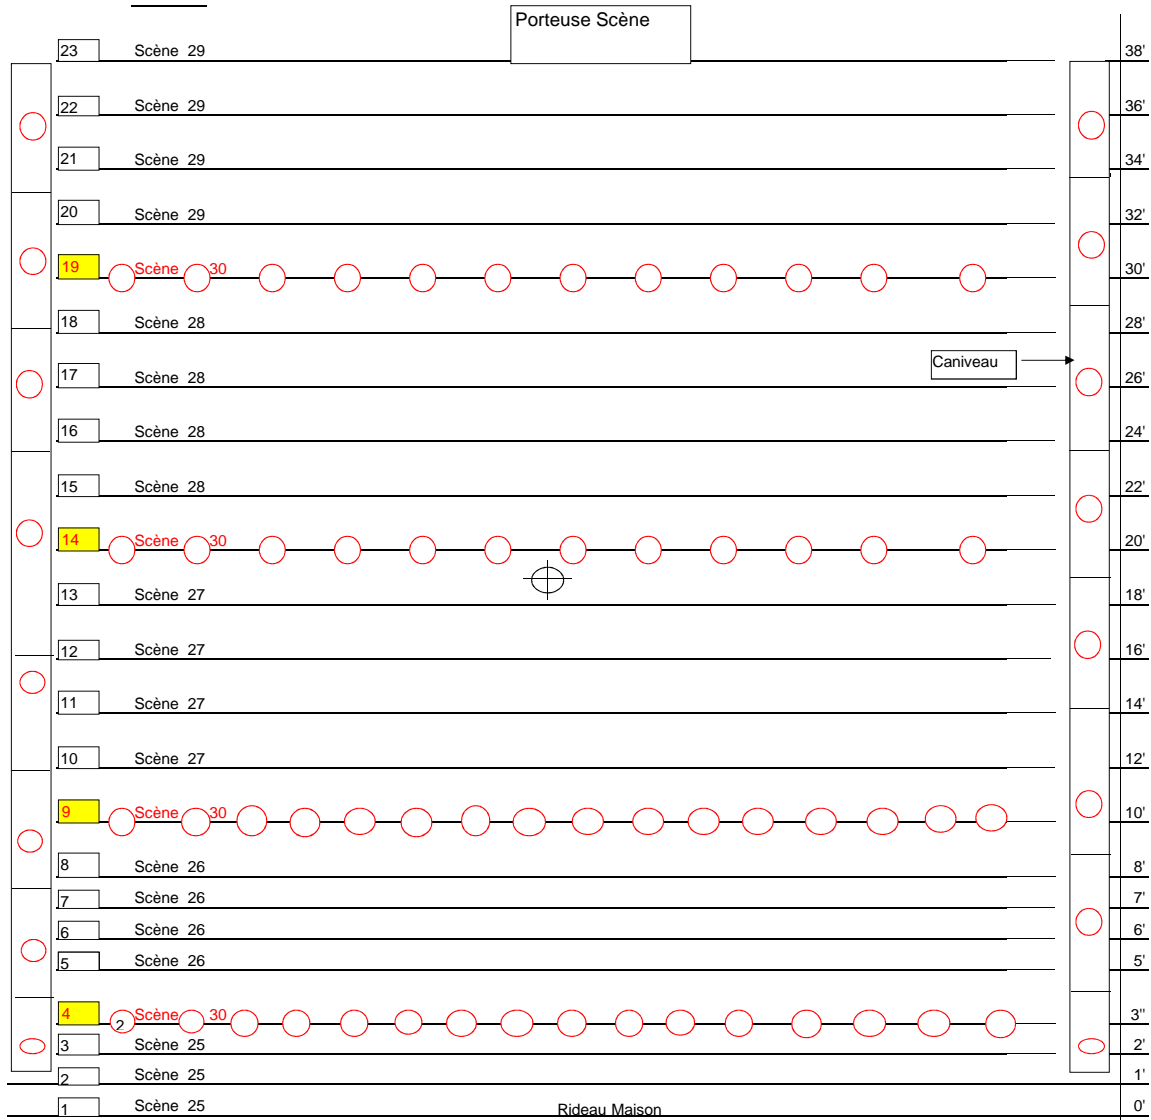 Porteuse Scène
23 Scène 29 38'
22 Scène 29 36'
21 Scène 29 34'
20 Scène 29 32'
19 Scène 30 30'
18 Scène 28 28'
Caniveau
17 Scène 28 26'
16 Scène 28 24'
15 Scène 28 22'
14 Scène 30 20'
13 Scène 27 18'
12 Scène 27 16'
11 Scène 27 14'
10 Scène 27 12'
9 Scène 30 10'
8 Scène 26 8'
7 Scène 26 7'
6 Scène 26 6'
5 Scène 26 5'
4 2 Scène 30 3"
3 Scène 25 2'
2 Scène 25 1'
1 Scène 25 Rideau Maison 0'